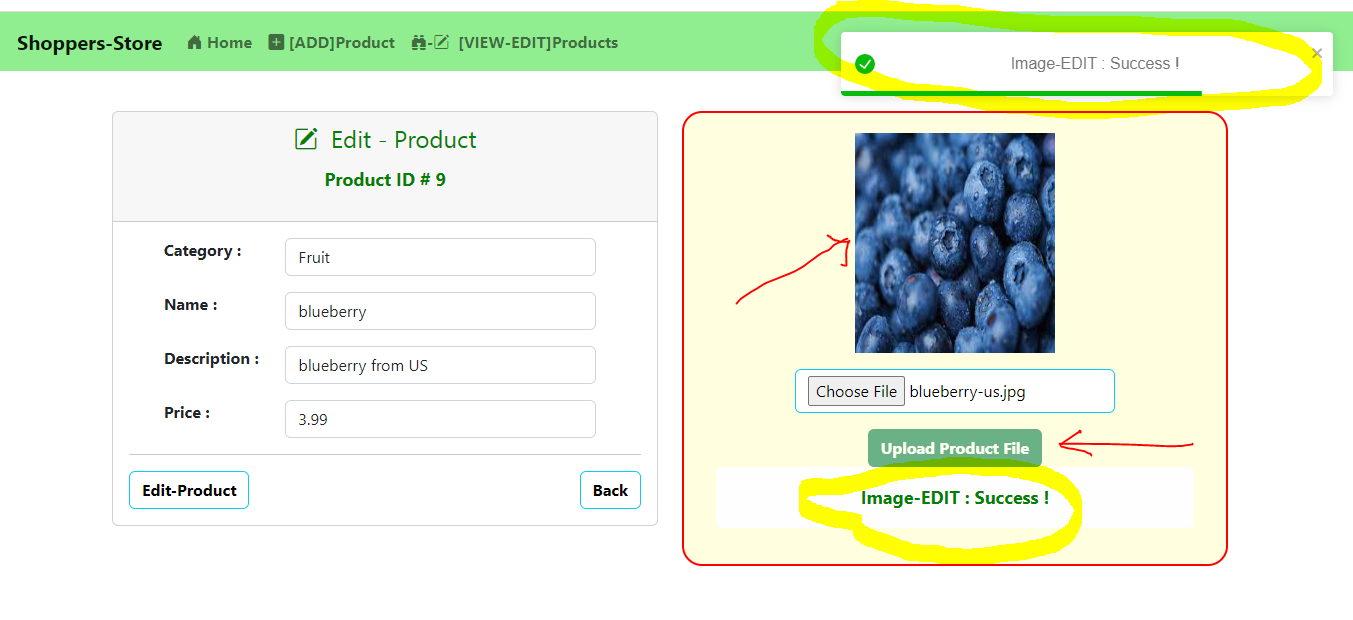 Shoppers-Store Home [ADD]Product - [VIEW-EDIT]Products
Image-EDIT : Success !
Edit - Product
Product ID # 9
Category : Fruit
Name : blueberry
Description : blueberry from US
Price : 3.99
Edit-Product Back
Choose File blueberry-us.jpg
Upload Product File
Image-EDIT : Success !